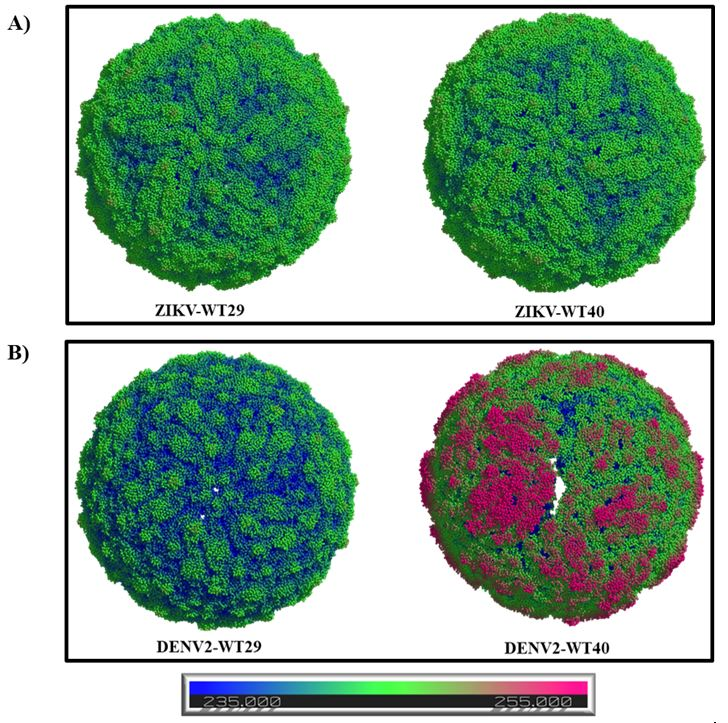 A)
ZIKV-WT29 ZIKV-WT40
B)
DENV2-WT29 DENV2-WT40
235.000 255.000